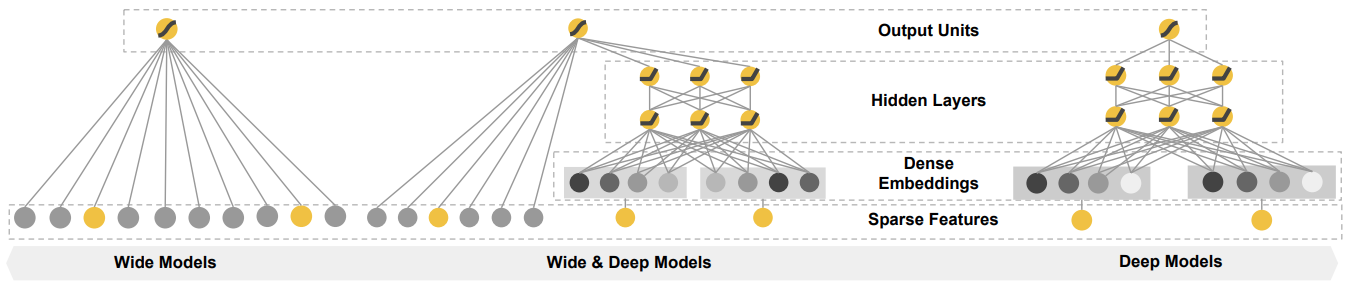 Output Units
Hidden Layers
Dense
Embeddings
Sparse Features
Wide Models
Wide & Deep Models
Deep Models